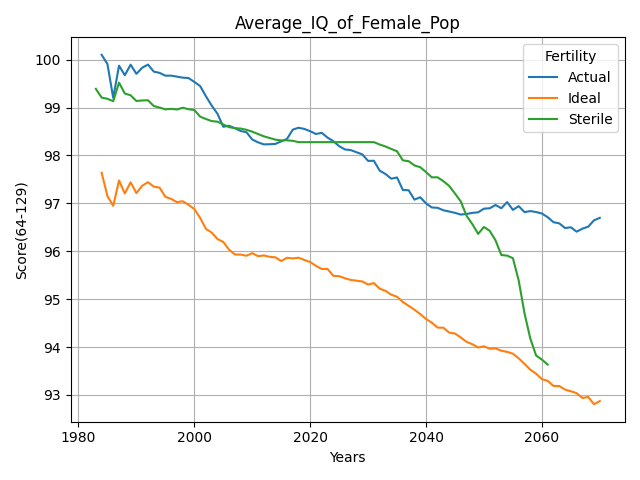 Average_IQ_of_Female_Pop
Fertility
Actual
Ideal
Sterile
Score(64-129)
100
99
98
97
96
95
94
93
1980
2000
2020
2040
2060
Years